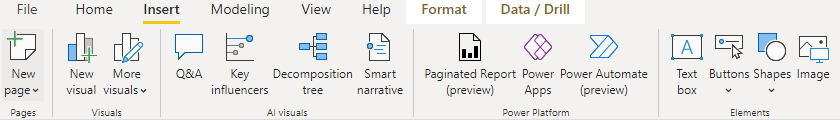 File Home Insert Modeling View Help Format Data / Drill
New page
New visual
More visuals
Q&A
Key influencers
Decomposition tree
Smart narrative
Paginated Report (preview)
Power Apps
Power Automate (preview)
Text box
A
Buttons
Shapes
Image
Pages Visuals AI visuals Power Platform Elements